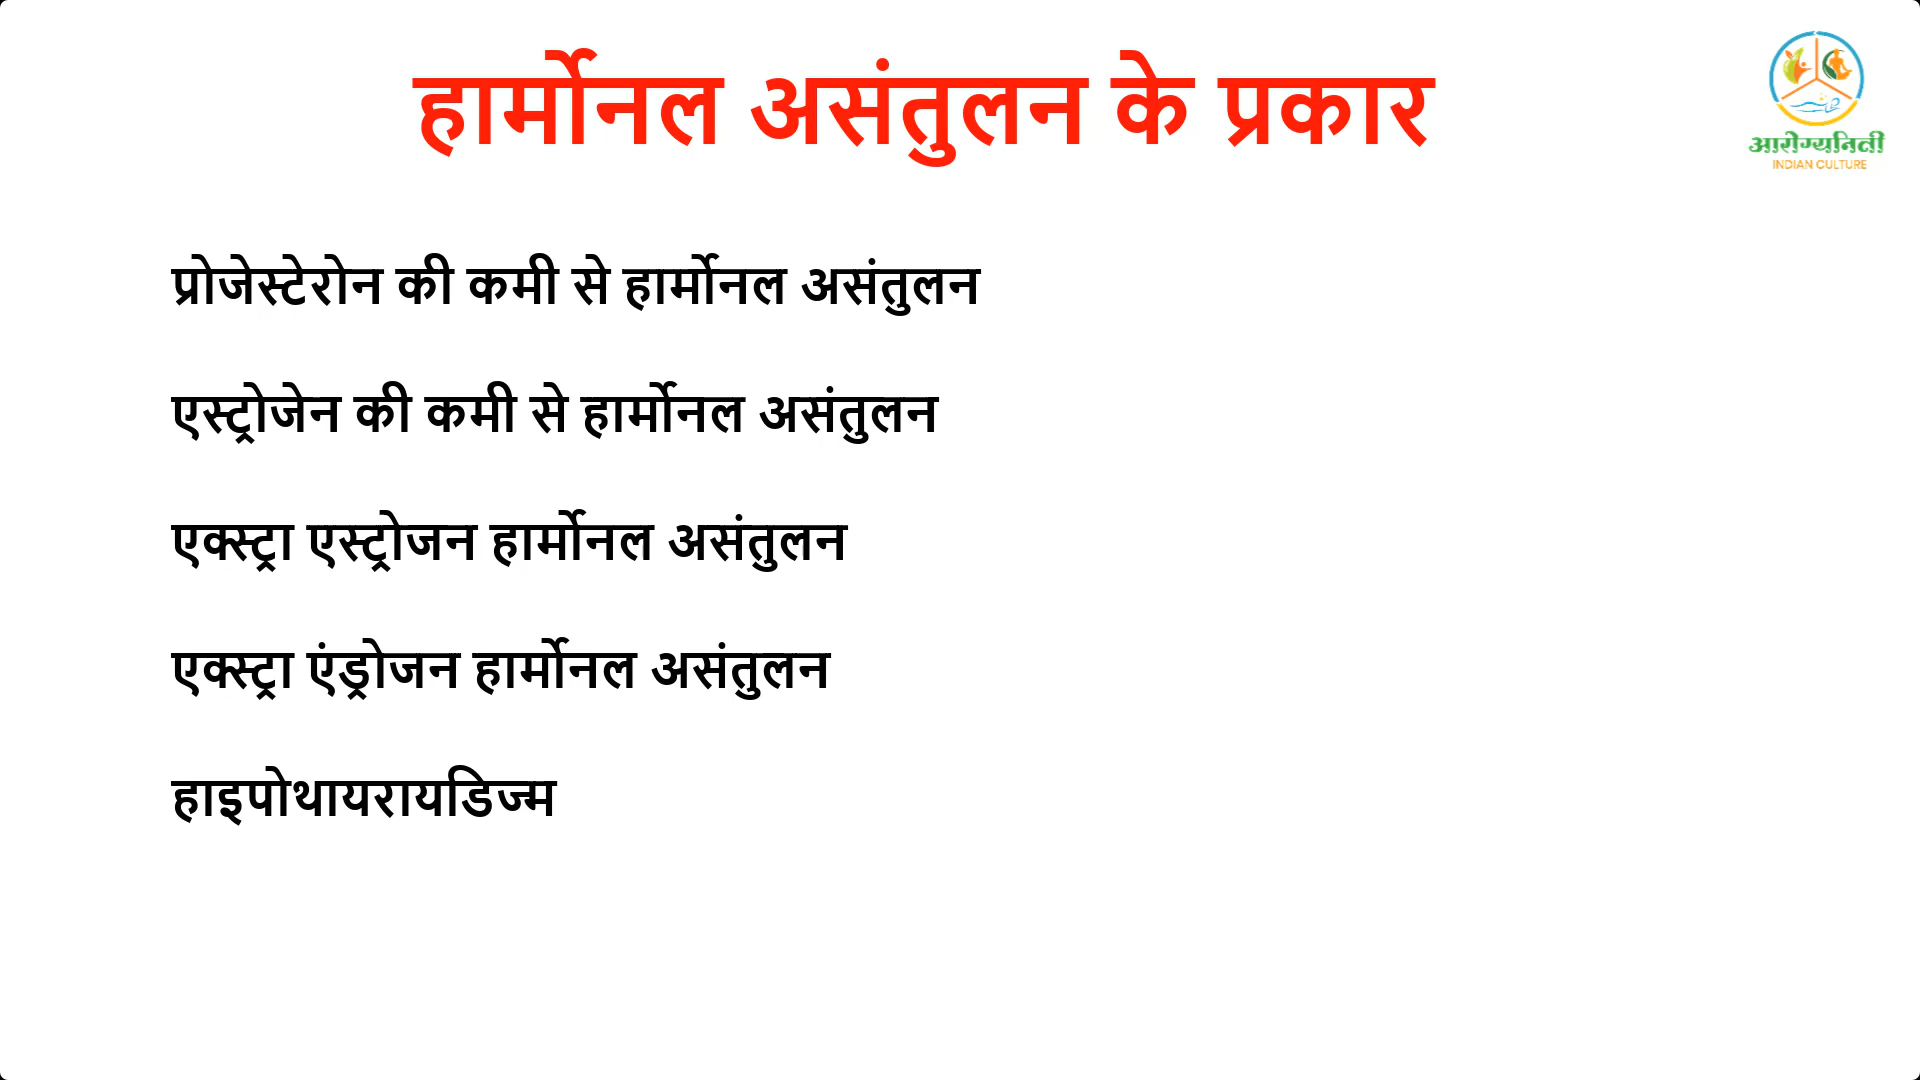 हार्मोनल असंतुलन के प्रकार
आरोग्यनिती
INDIAN CULTURE
प्रोजेस्टेरोन की कमी से हार्मोनल असंतुलन
एस्ट्रोजेन की कमी से हार्मोनल असंतुलन
एक्स्ट्रा एस्ट्रोजन हार्मोनल असंतुलन
एक्स्ट्रा एंड्रोजन हार्मोनल असंतुलन
हाइपोथायरायडिज्म